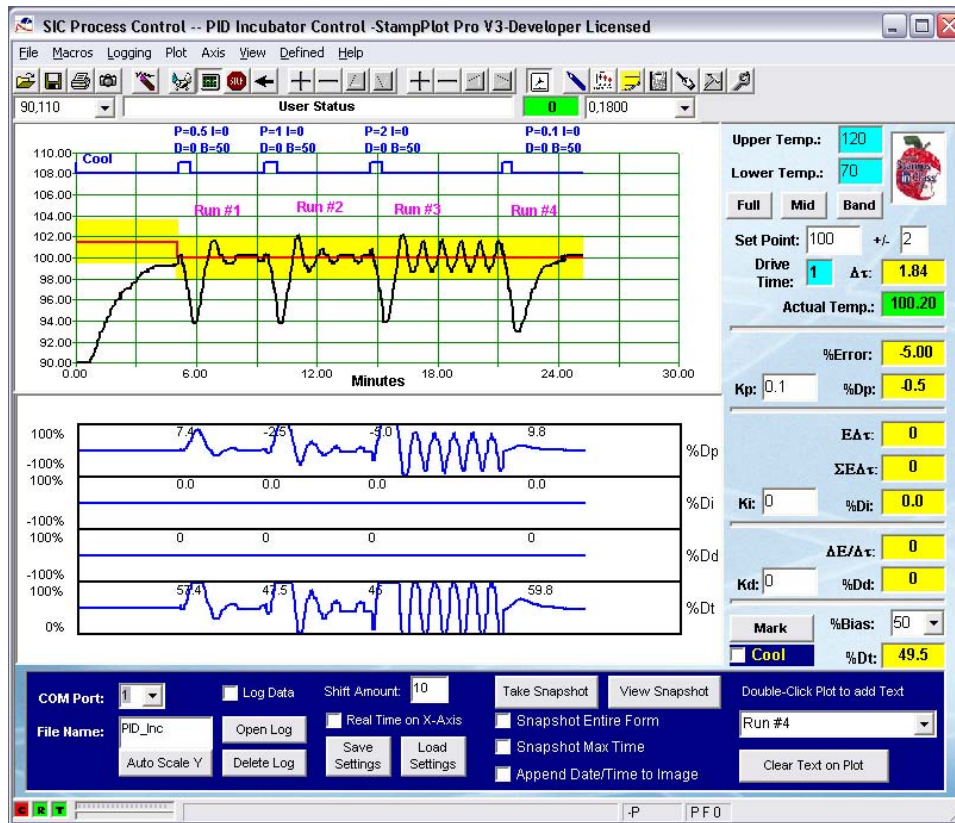 SIC Process Control -- PID Incubator Control -StampPlot Pro V3-Developer Licensed
File Macros Logging Plot Axis View Defined Help
90,110 User Status 0 0,1800
P=0.5 I=0 P=1 I=0 P=2 I=0 P=0.1 I=0
D=0 B=50 D=0 B=50 D=0 B=50 D=0 B=50
110.00 Cool
108.00
106.00
104.00 Run #1 Run #2 Run #3 Run #4
102.00
100.00
98.00
96.00
94.00
92.00
90.00
0.00 6.00 12.00 18.00 24.00 30.00
Minutes
Upper Temp.: 120
Lower Temp.: 70
Full Mid Band
Set Point: 100 +/- 2
Drive Time: 1 Δτ: 1.84
Actual Temp.: 100.20
%Error: -5.00
Kp: 0.1 %Dp: -0.5
EΔτ: 0
ΣEΔτ: 0
Ki: 0 %Di: 0.0
ΔE/Δτ: 0
Kd: 0 %Dd: 0
Mark %Bias: 50
Cool %Dt: 49.5
100% 7.4 -2.5 -5.0 9.8 %Dp
-100%
100% 0.0 0.0 0.0 0.0 %Di
-100%
100% 0 0 0 0 %Dd
-100%
100% 57.4 47.5 45 59.8 %Dt
0%
COM Port: 1 Log Data Shift Amount: 10 Take Snapshot View Snapshot Double-Click Plot to add Text
Real Time on X-Axis Snapshot Entire Form
File Name: PID_Inc Open Log Run #4
Save Settings Load Settings Snapshot Max Time
Auto Scale Y Delete Log Append Date/Time to Image Clear Text on Plot
C R T -P P F 0